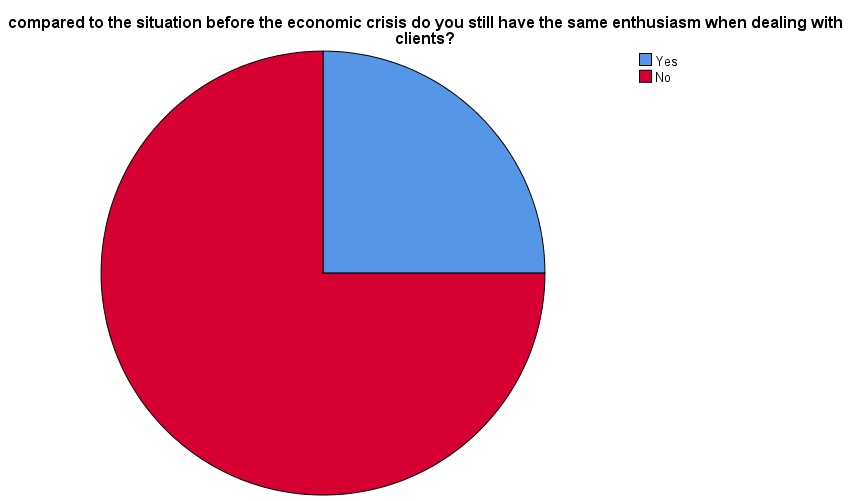 compared to the situation before the economic crisis do you still have the same enthusiasm when dealing with
clients?
Yes
No